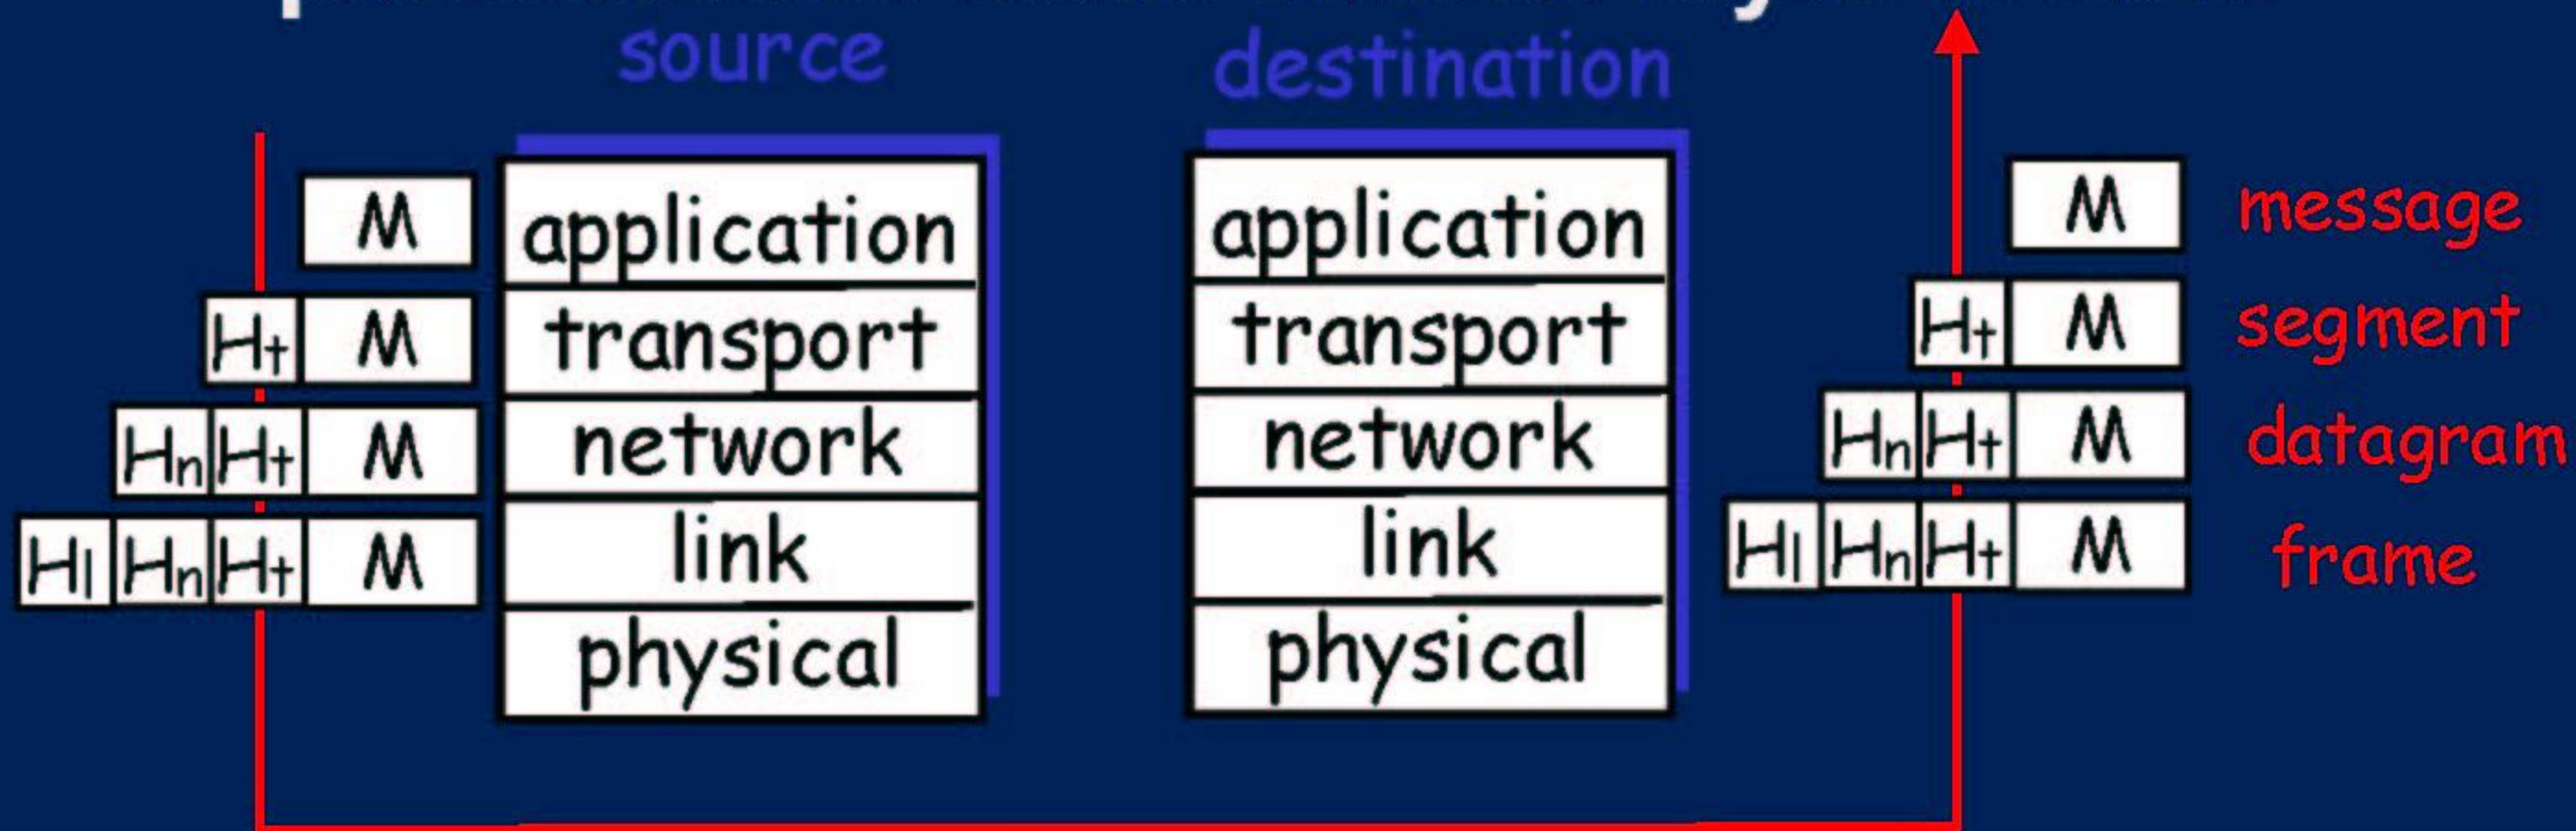 source destination
M application application M message
Ht M transport transport Ht M segment
Hn Ht M network network Hn Ht M datagram
Hl Hn Ht M link link Hl Hn Ht M frame
physical physical